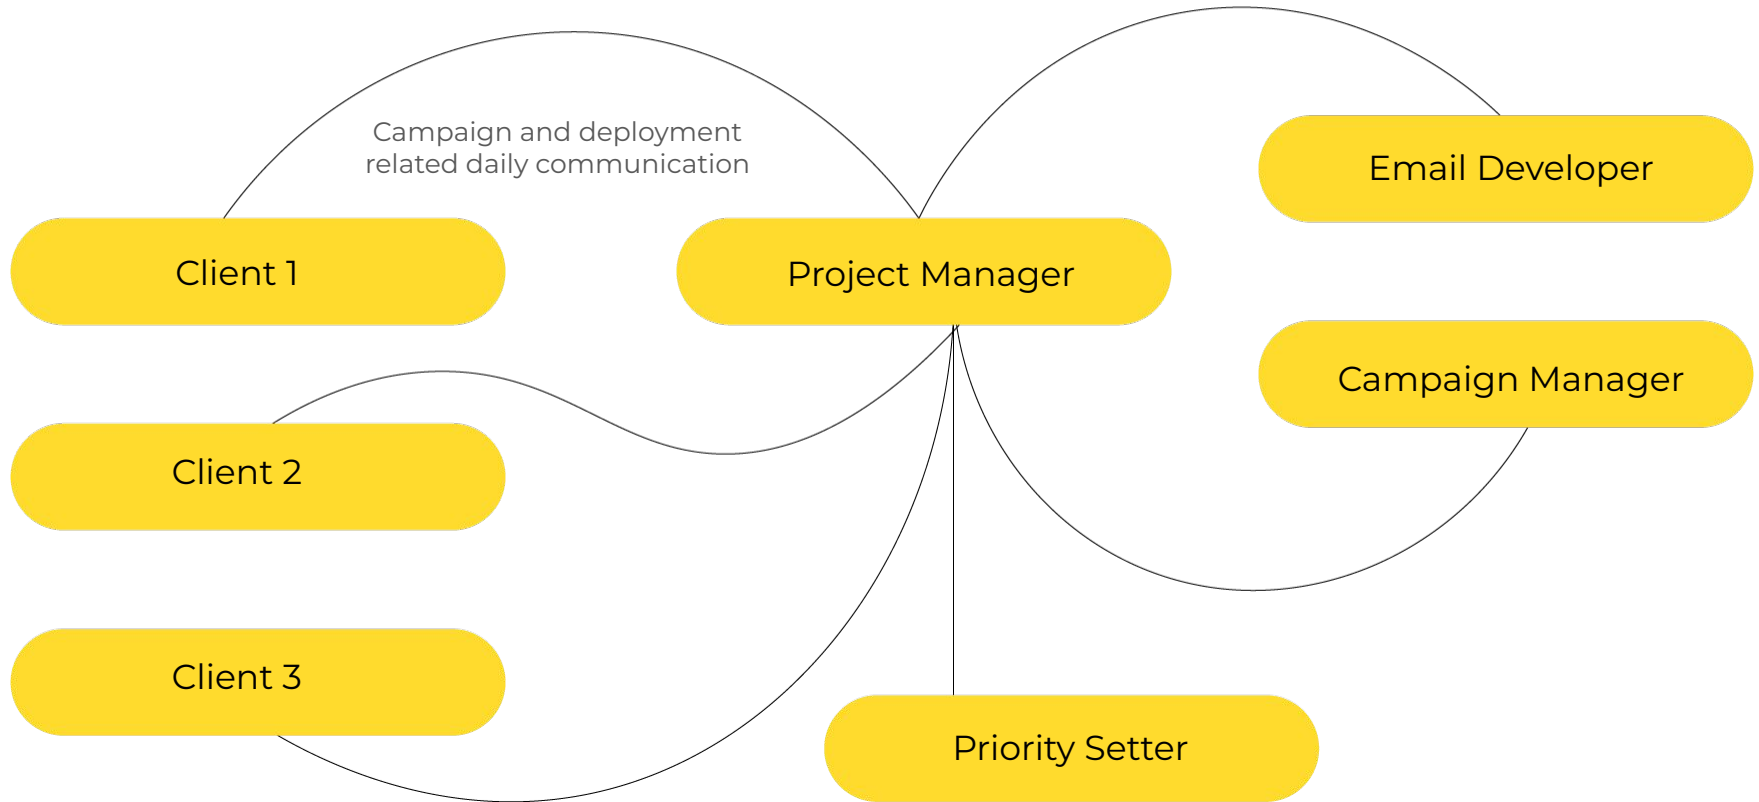 Campaign and deployment
related daily communication
Email Developer
Client 1
Project Manager
Campaign Manager
Client 2
Client 3
Priority Setter